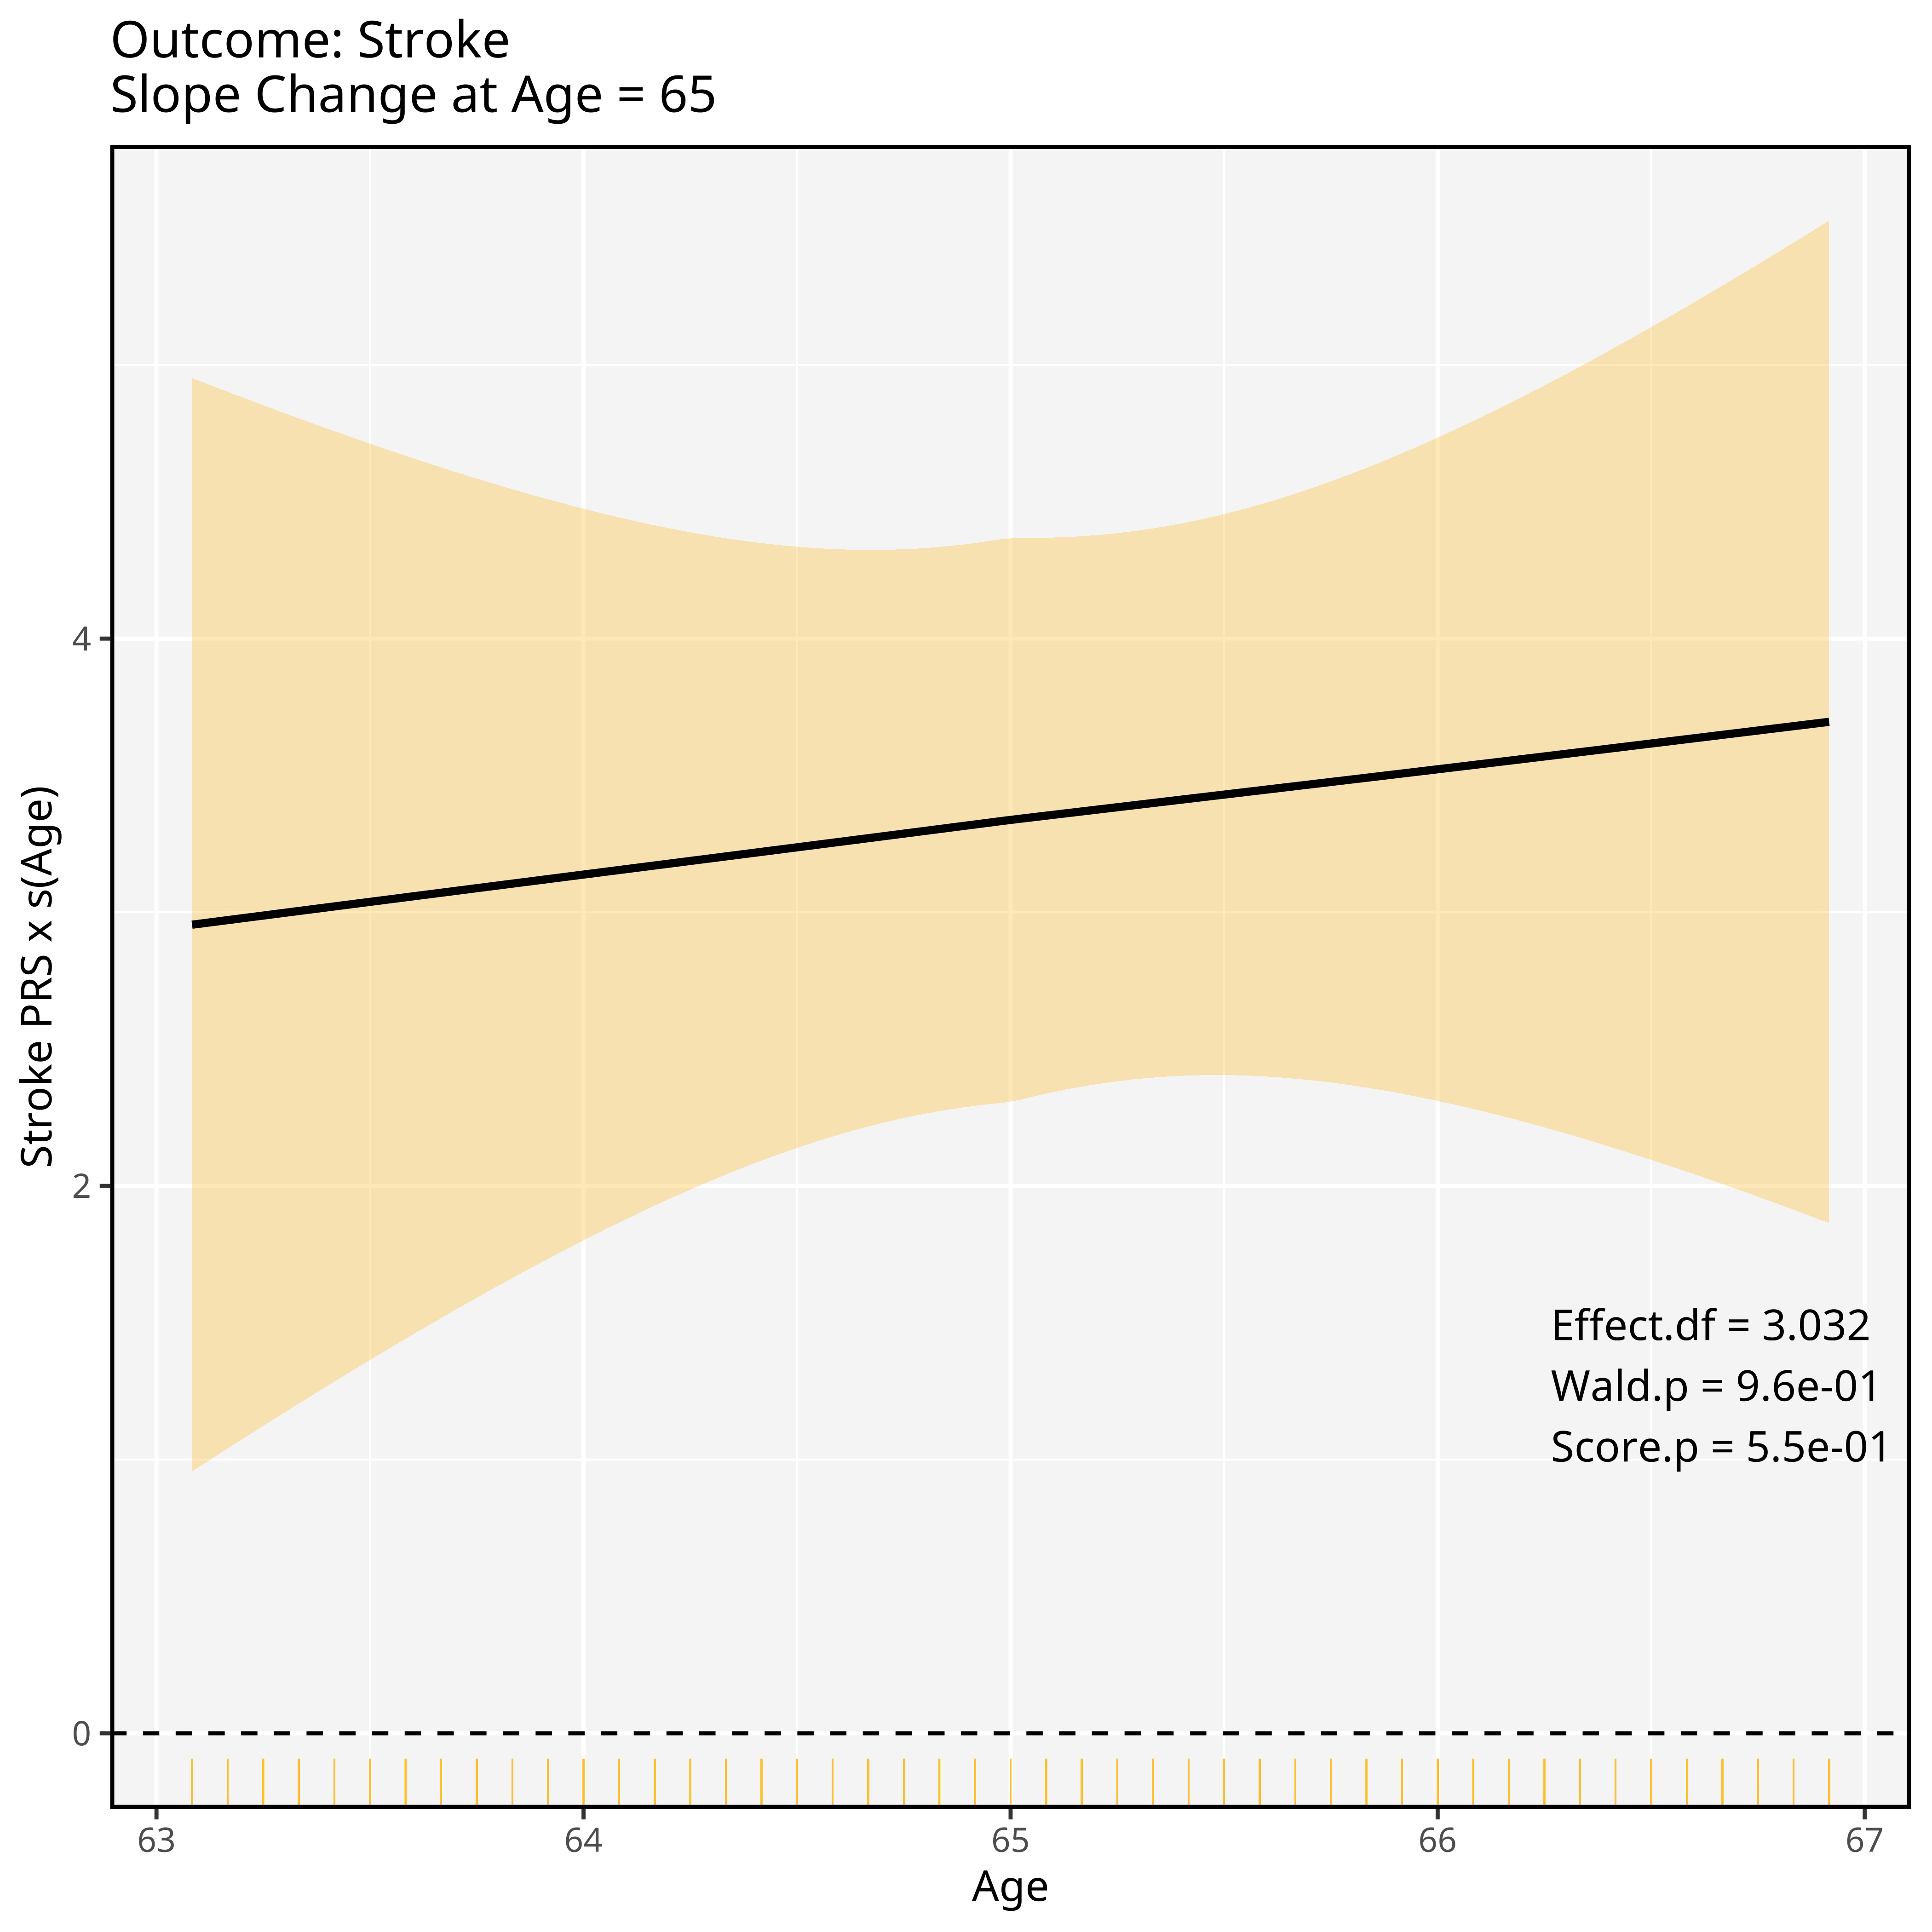 Outcome: Stroke
Slope Change at Age = 65
Stroke PRS x s(Age)
4
2
0
Effect.df = 3.032
Wald.p = 9.6e-01
Score.p = 5.5e-01
63
64
65
66
67
Age